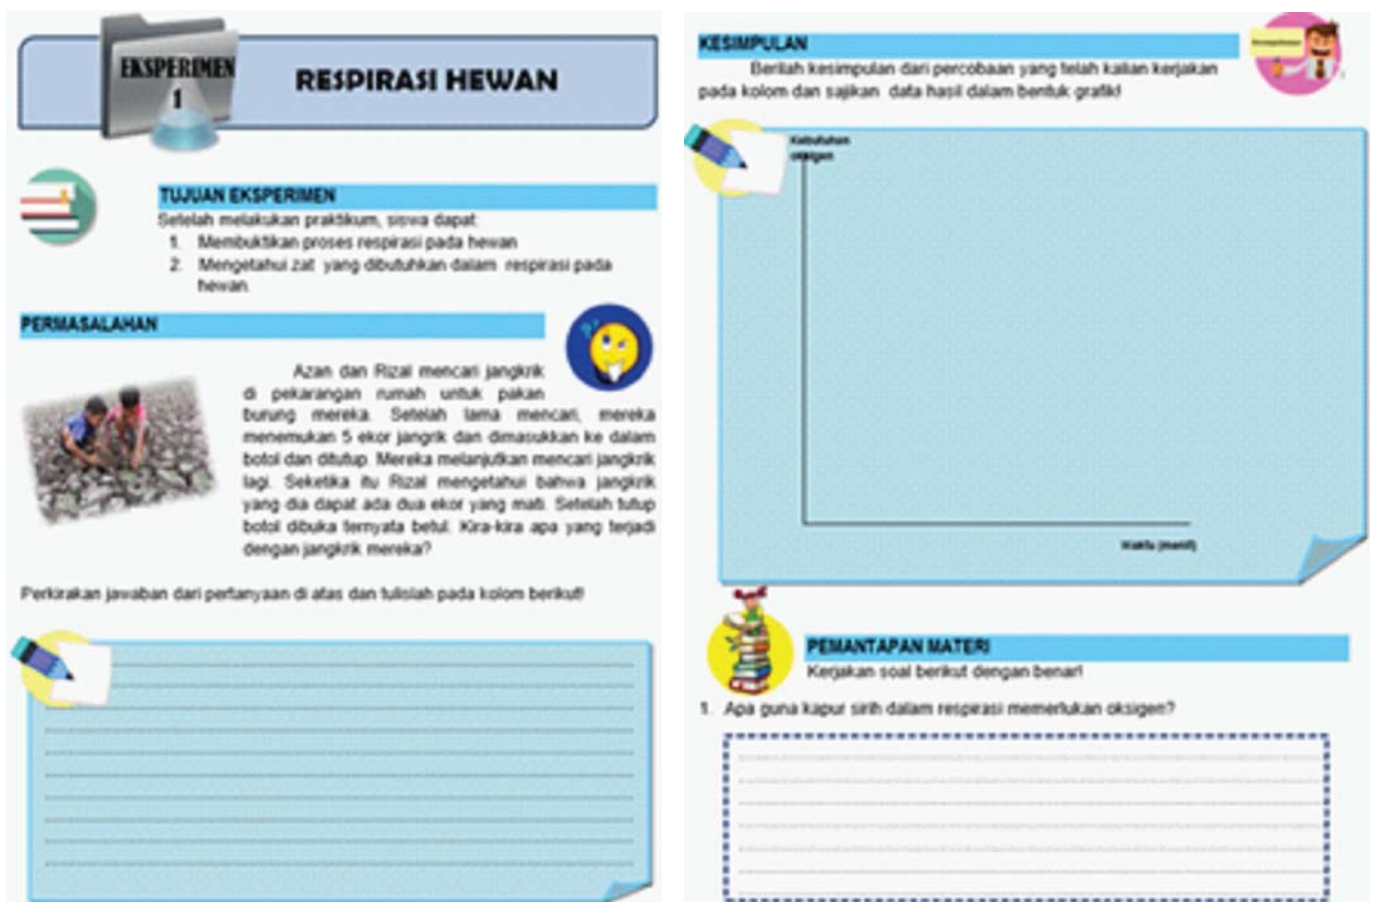 EKSPERIMEN
1
RESPIRASI HEWAN
TUJUAN EKSPERIMEN
Setelah melakukan praktikum, siswa dapat:
1. Membuktikan proses respirasi pada hewan
2. Mengetahui zat yang dibutuhkan dalam respirasi pada
hewan.
PERMASALAHAN
Azan dan Rizal mencari jangkrik
di pekarangan rumah untuk pakan
burung mereka. Setelah lama mencari, mereka
menemukan 5 ekor jangrik dan dimasukkan ke dalam
botol dan ditutup. Mereka melanjutkan mencari jangkrik
lagi. Seketika itu Rizal mengetahui bahwa jangkrik
yang dia dapat ada dua ekor yang mati. Setelah tutup
botol dibuka ternyata betul. Kira-kira apa yang terjadi
dengan jangkrik mereka?
Perkirakan jawaban dari pertanyaan di atas dan tulislah pada kolom berikut!
KESIMPULAN
Berilah kesimpulan dari percobaan yang telah kalian kerjakan
pada kolom dan sajikan data hasil dalam bentuk grafik!
Kebutuhan
oksigen
Waktu (menit)
PEMANTAPAN MATERI
Kerjakan soal berikut dengan benar!
1. Apa guna kapur sirih dalam respirasi memerlukan oksigen?